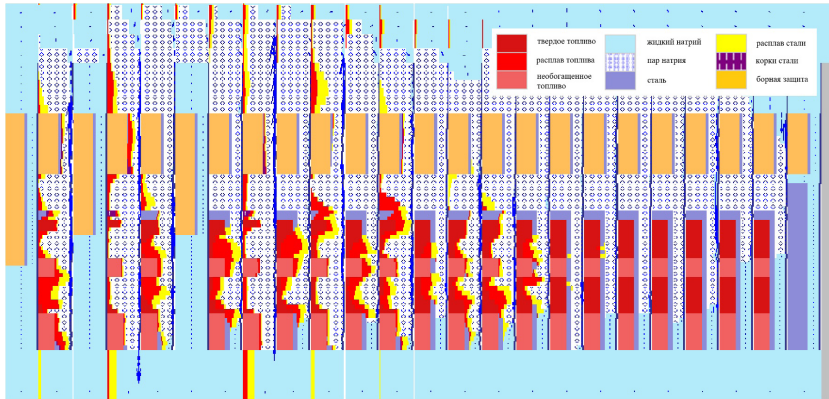 твердое топливо
расплав топлива
необогащенное
топливо
жидкий натрий
пар натрия
сталь
расплав стали
корки стали
борная защита